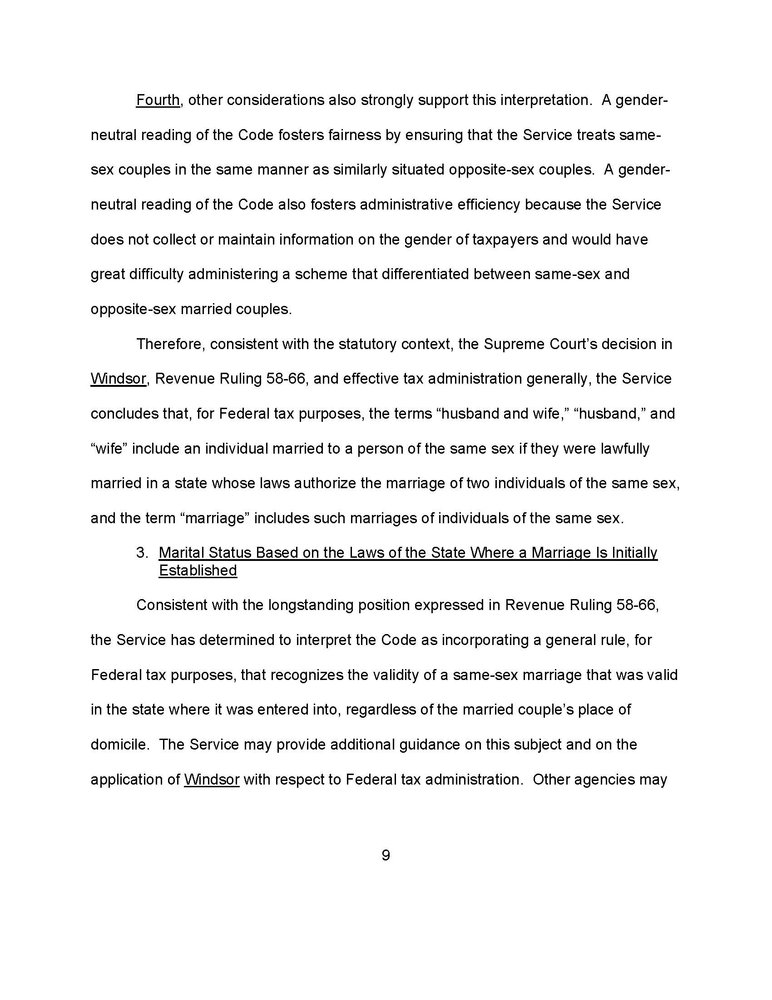 Fourth, other considerations also strongly support this interpretation.  A gender-
neutral reading of the Code fosters fairness by ensuring that the Service treats same-
sex couples in the same manner as similarly situated opposite-sex couples.  A gender-
neutral reading of the Code also fosters administrative efficiency because the Service
does not collect or maintain information on the gender of taxpayers and would have
great difficulty administering a scheme that differentiated between same-sex and
opposite-sex married couples.
Therefore, consistent with the statutory context, the Supreme Court’s decision in
Windsor, Revenue Ruling 58-66, and effective tax administration generally, the Service
concludes that, for Federal tax purposes, the terms “husband and wife,” “husband,” and
“wife” include an individual married to a person of the same sex if they were lawfully
married in a state whose laws authorize the marriage of two individuals of the same sex,
and the term “marriage” includes such marriages of individuals of the same sex.
3. Marital Status Based on the Laws of the State Where a Marriage Is Initially
Established
Consistent with the longstanding position expressed in Revenue Ruling 58-66,
the Service has determined to interpret the Code as incorporating a general rule, for
Federal tax purposes, that recognizes the validity of a same-sex marriage that was valid
in the state where it was entered into, regardless of the married couple’s place of
domicile.  The Service may provide additional guidance on this subject and on the
application of Windsor with respect to Federal tax administration.  Other agencies may
9